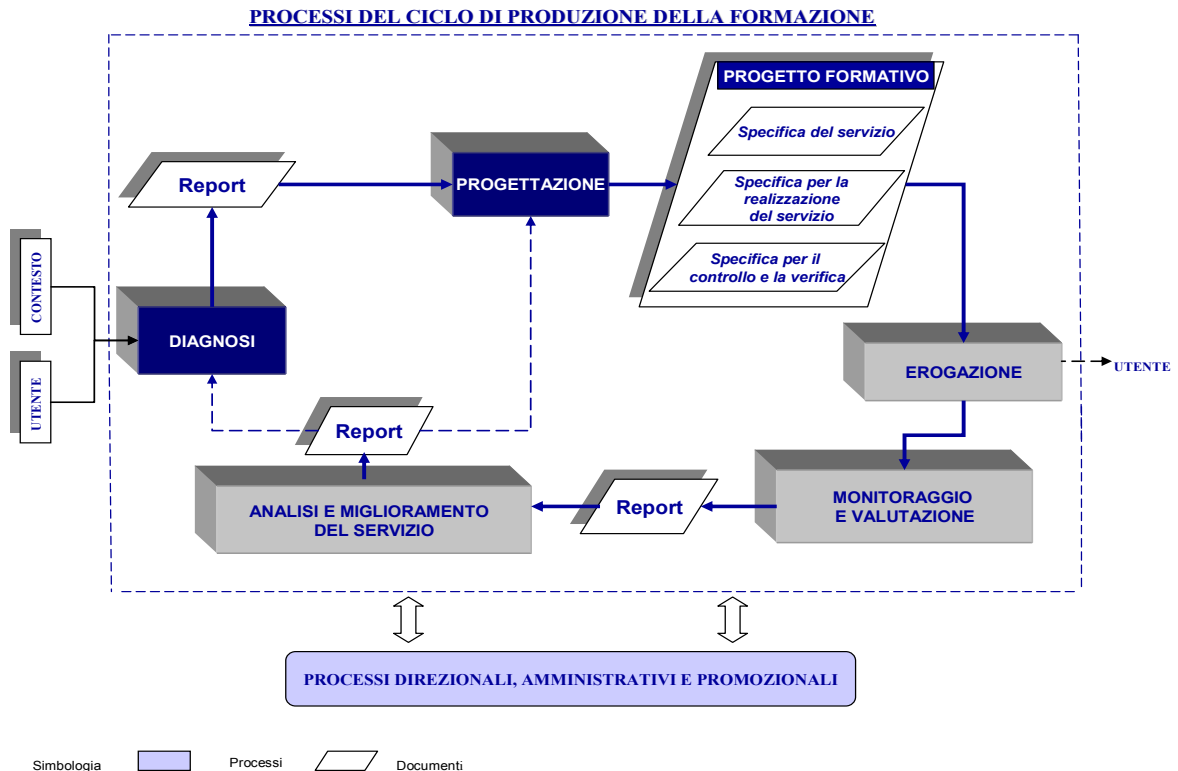 PROCESSI DEL CICLO DI PRODUZIONE DELLA FORMAZIONE
PROGETTO FORMATIVO
Specifica del servizio
Specifica per la
realizzazione
del servizio
Specifica per il
controllo e la verifica
Report
PROGETTAZIONE
CONTESTO
UTENTE
DIAGNOSI
EROGAZIONE
UTENTE
Report
ANALISI E MIGLIORAMENTO
DEL SERVIZIO
Report
MONITORAGGIO
E VALUTAZIONE
PROCESSI DIREZIONALI, AMMINISTRATIVI E PROMOZIONALI
Simbologia
Processi
Documenti